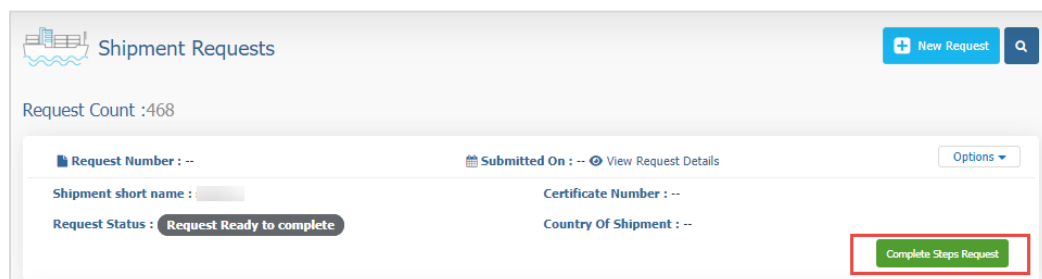 Shipment Requests
New Request
Request Count :468
Request Number : --
Submitted On : -- View Request Details
Options
Shipment short name :
Certificate Number : --
Request Status : Request Ready to complete
Country Of Shipment : --
Complete Steps Request